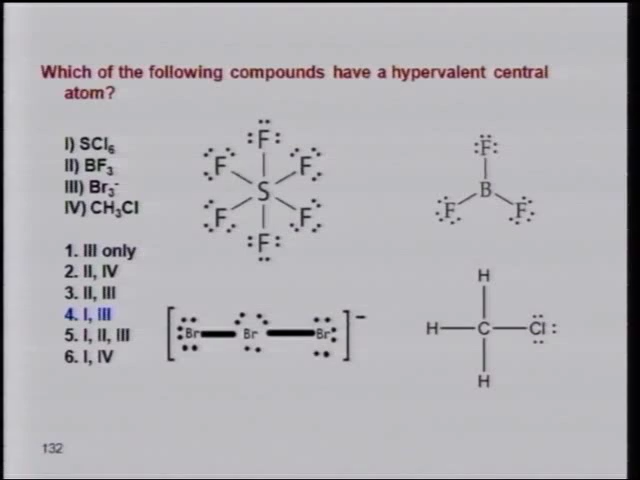 Which of the following compounds have a hypervalent central
atom?
I) SCl₆
II) BF₃
III) Br₃⁻
IV) CH₃Cl
1. III only
2. II, IV
3. II, III
4. I, III
5. I, II, III
6. I, IV
F
F F
S
F F
F
F
B
F F
Br Br Br −
H
H C Cl
H
132